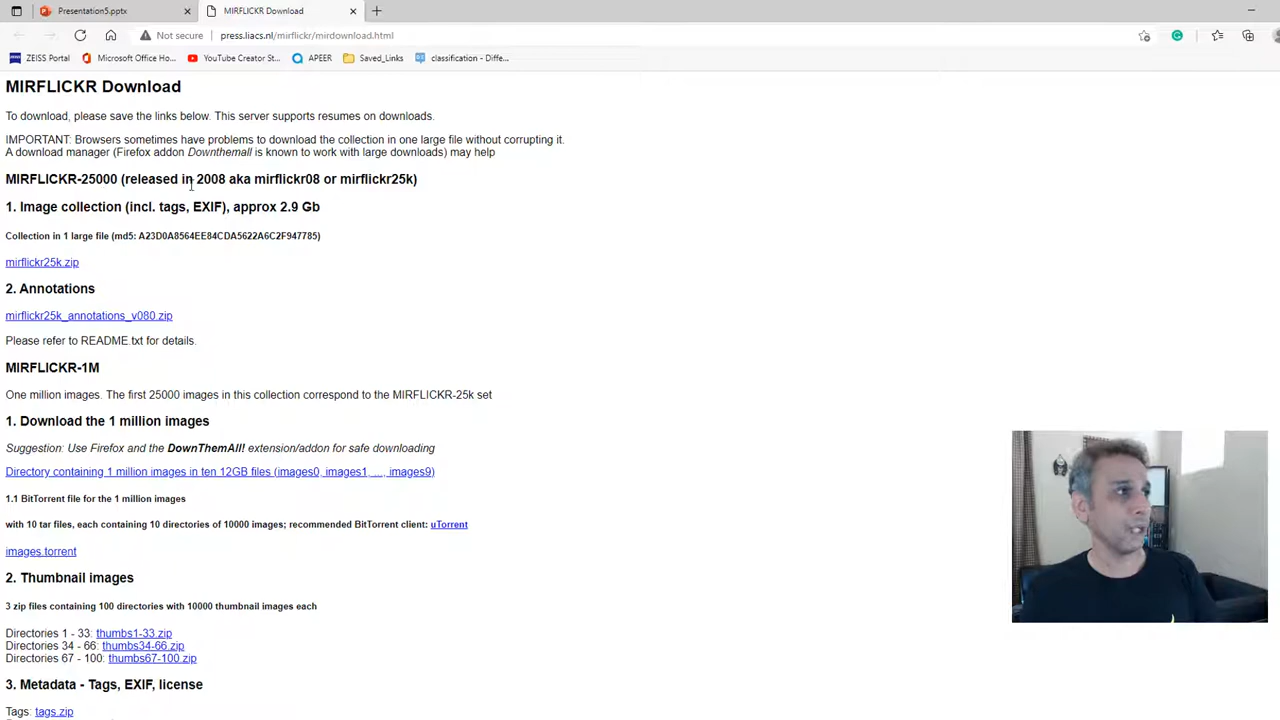 Presentation5.pptx
MIRFLICKR Download
Not secure
press.liacs.nl/mirflickr/mirdownload.html
ZEISS Portal
Microsoft Office Ho...
YouTube Creator St...
APEER
Saved_Links
classification - Diffe...
MIRFLICKR Download
To download, please save the links below. This server supports resumes on downloads.
IMPORTANT: Browsers sometimes have problems to download the collection in one large file without corrupting it.
A download manager (Firefox addon Downthemall is known to work with large downloads) may help
MIRFLICKR-25000 (released in 2008 aka mirflickr08 or mirflickr25k)
1. Image collection (incl. tags, EXIF), approx 2.9 Gb
Collection in 1 large file (md5: A23D0A8564EE84CDA5622A6C2F947785)
mirflickr25k.zip
2. Annotations
mirflickr25k_annotations_v080.zip
Please refer to README.txt for details.
MIRFLICKR-1M
One million images. The first 25000 images in this collection correspond to the MIRFLICKR-25k set
1. Download the 1 million images
Suggestion: Use Firefox and the DownThemAll! extension/addon for safe downloading
Directory containing 1 million images in ten 12GB files (images0, images1, ..., images9)
1.1 BitTorrent file for the 1 million images
with 10 tar files, each containing 10 directories of 10000 images; recommended BitTorrent client: uTorrent
images.torrent
2. Thumbnail images
3 zip files containing 100 directories with 10000 thumbnail images each
Directories 1 - 33: thumbs1-33.zip
Directories 34 - 66: thumbs34-66.zip
Directories 67 - 100: thumbs67-100.zip
3. Metadata - Tags, EXIF, license
Tags: tags.zip